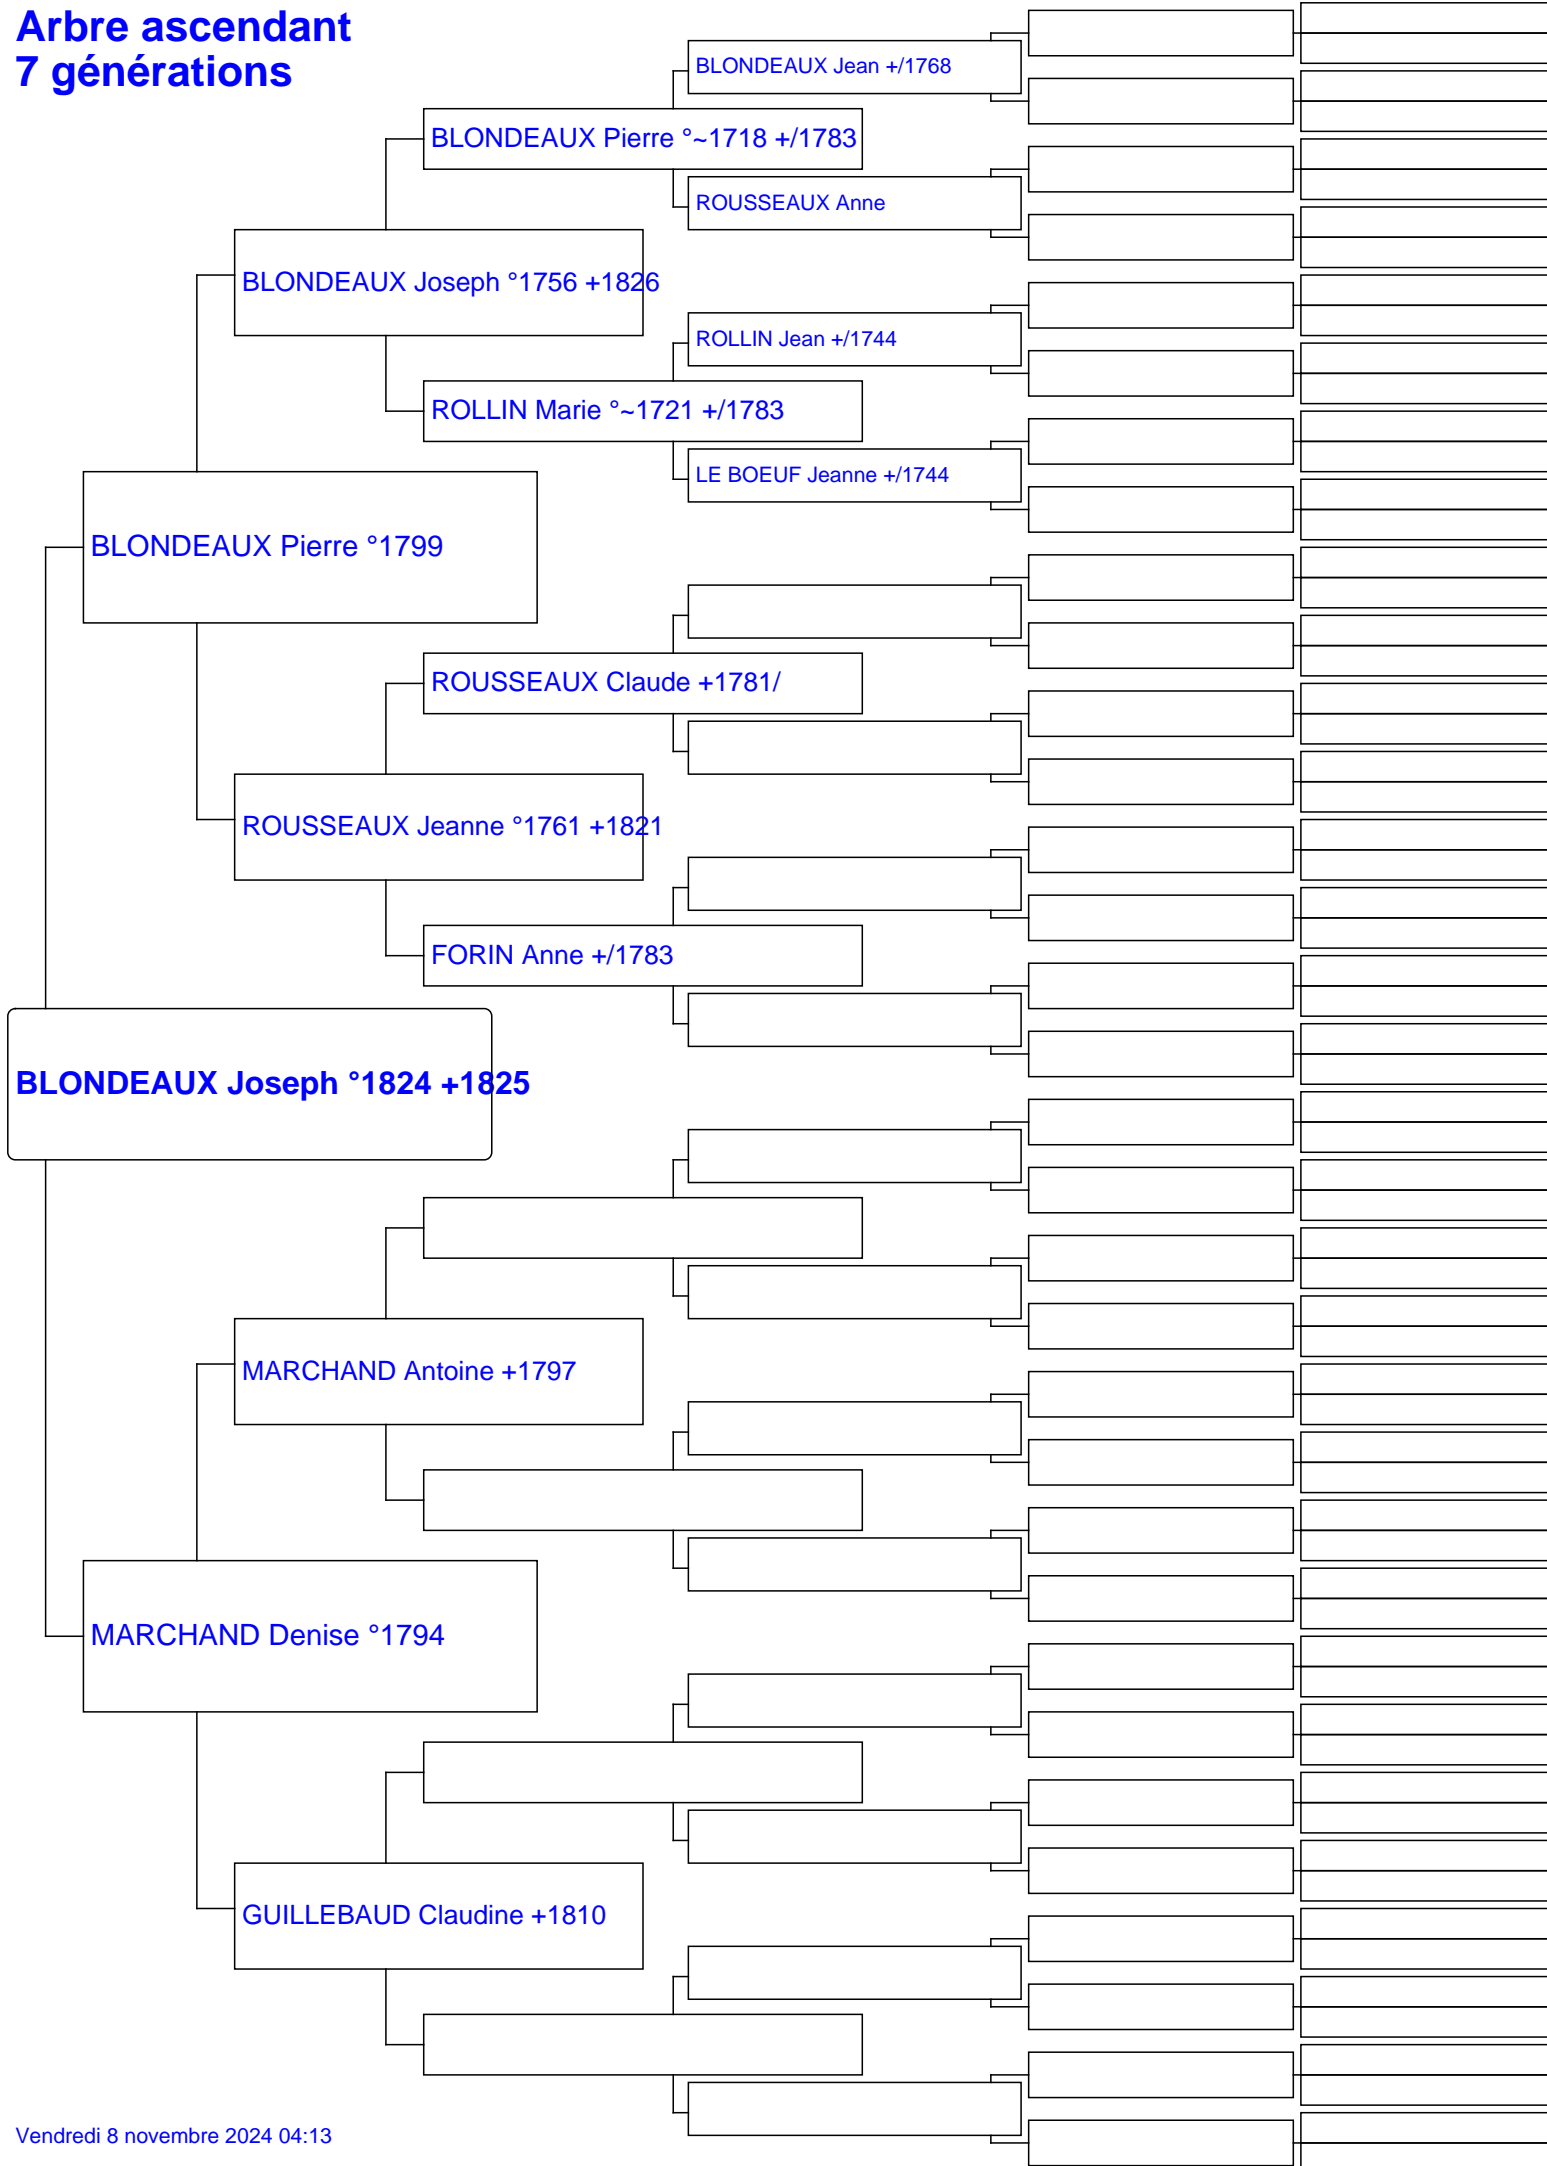 Arbre ascendant
7 générations
BLONDEAUX Jean +/1768
BLONDEAUX Pierre °~1718 +/1783
ROUSSEAUX Anne
BLONDEAUX Joseph °1756 +1826
ROLLIN Jean +/1744
ROLLIN Marie °~1721 +/1783
LE BOEUF Jeanne +/1744
BLONDEAUX Pierre °1799
ROUSSEAUX Claude +1781/
ROUSSEAUX Jeanne °1761 +1821
FORIN Anne +/1783
BLONDEAUX Joseph °1824 +1825
MARCHAND Antoine +1797
MARCHAND Denise °1794
GUILLEBAUD Claudine +1810
Vendredi 8 novembre 2024 04:13